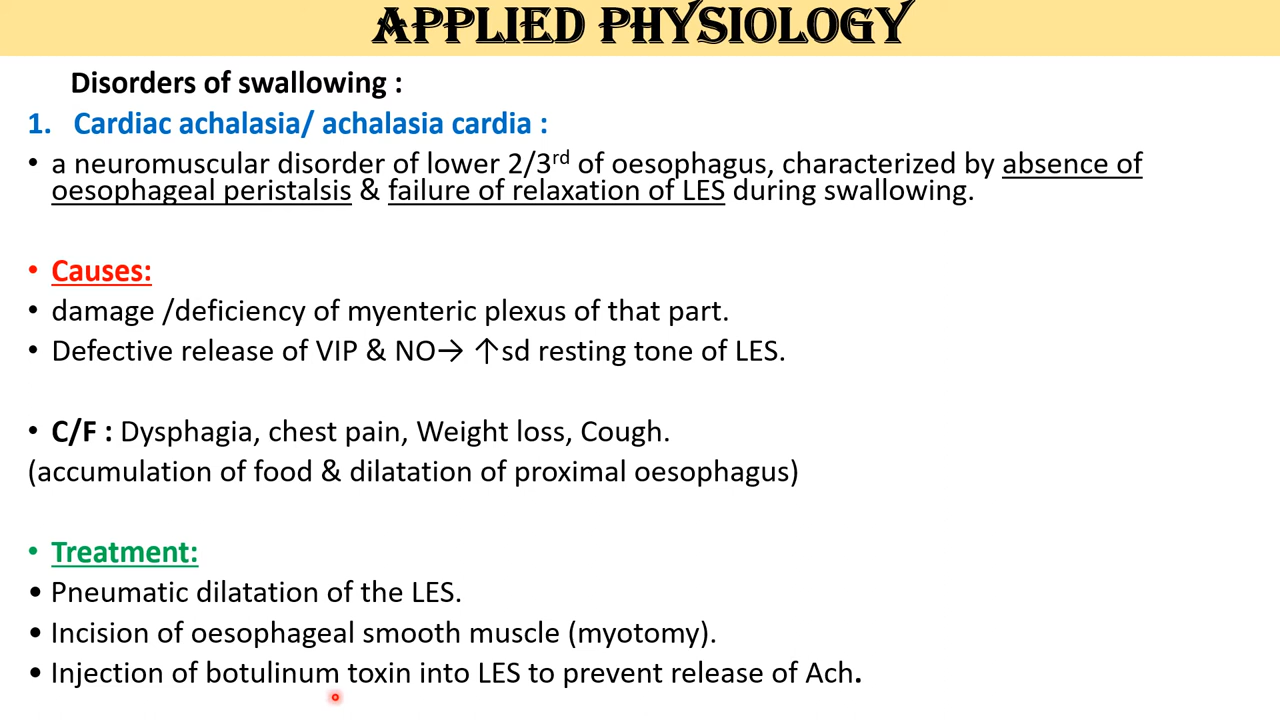 APPLIED PHYSIOLOGY
Disorders of swallowing :
1. Cardiac achalasia/ achalasia cardia :
• a neuromuscular disorder of lower 2/3rd of oesophagus, characterized by absence of
oesophageal peristalsis & failure of relaxation of LES during swallowing.
• Causes:
• damage /deficiency of myenteric plexus of that part.
• Defective release of VIP & NO→ ↑sd resting tone of LES.
• C/F : Dysphagia, chest pain, Weight loss, Cough.
(accumulation of food & dilatation of proximal oesophagus)
• Treatment:
• Pneumatic dilatation of the LES.
• Incision of oesophageal smooth muscle (myotomy).
• Injection of botulinum toxin into LES to prevent release of Ach.